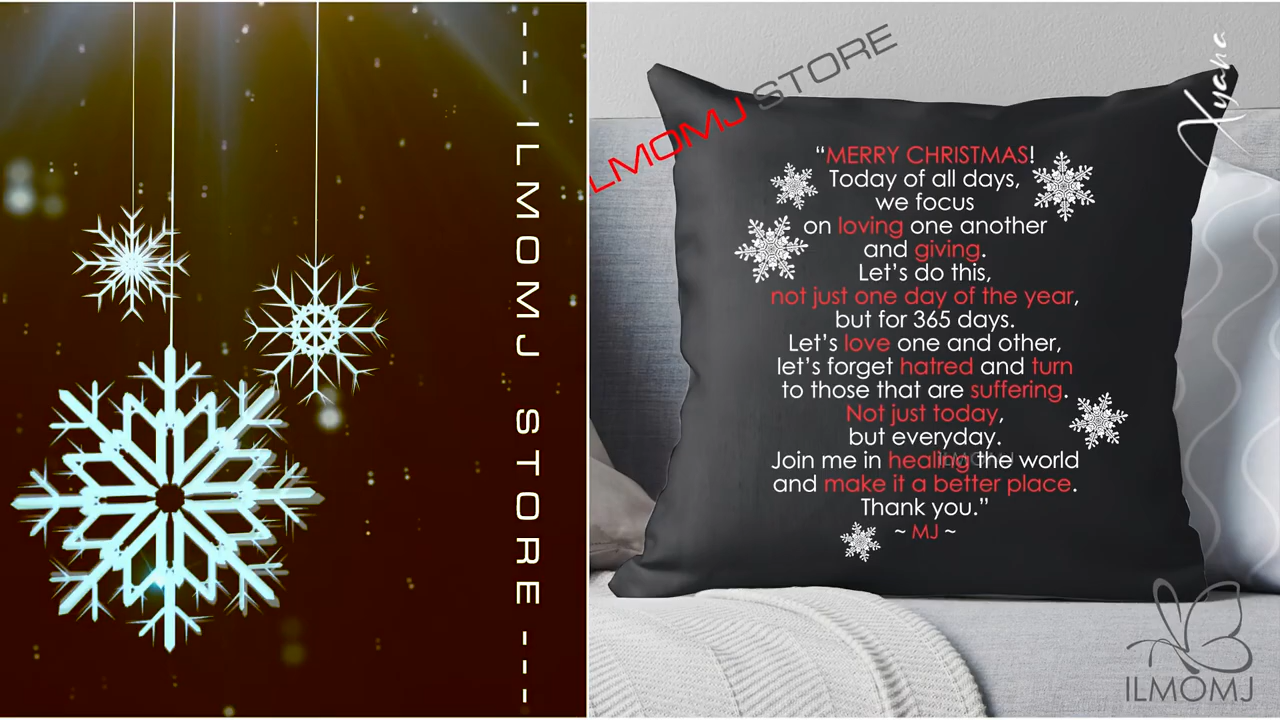 --- ILMOMJ STORE ---
LMOMJ STORE
Xyana
“MERRY CHRISTMAS!
Today of all days,
we focus
on loving one another
and giving.
Let’s do this,
not just one day of the year,
but for 365 days.
Let’s love one and other,
let’s forget hatred and turn
to those that are suffering.
Not just today,
but everyday.
Join me in healing the world
and make it a better place.
Thank you.”
~ MJ ~
ILMOMJ
ILMOMJ